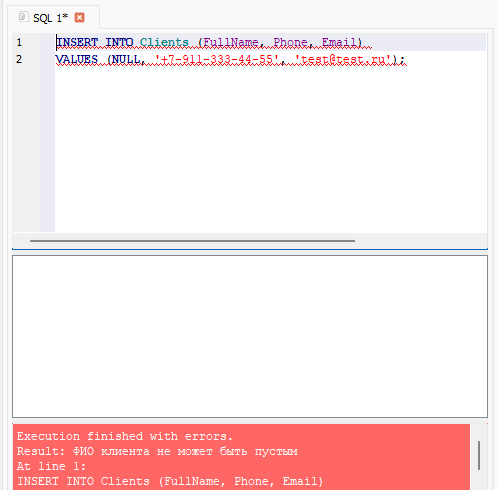 SQL 1*
1 INSERT INTO Clients (FullName, Phone, Email)
2 VALUES (NULL, '+7-911-333-44-55', 'test@test.ru');
Execution finished with errors.
Result: ФИО клиента не может быть пустым
At line 1:
INSERT INTO Clients (FullName, Phone, Email)